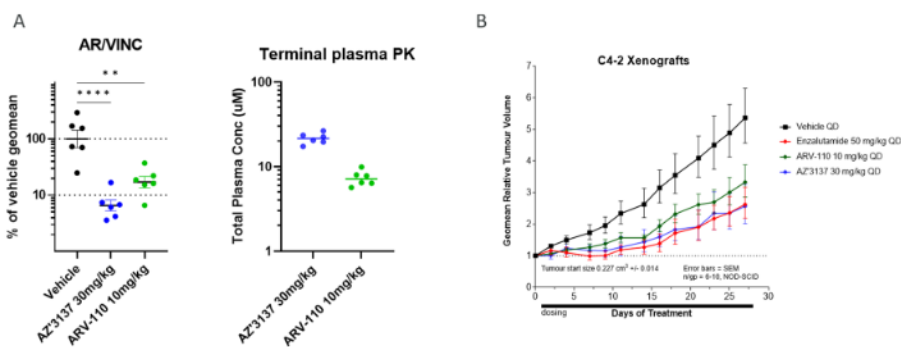 A
AR/VINC
% of vehicle geomean
100
10
**
****
Vehicle
AZ'3137 30mg/kg
ARV-110 10mg/kg
Terminal plasma PK
Total Plasma Conc (uM)
100
10
1
AZ'3137 30mg/kg
ARV-110 10mg/kg
B
C4-2 Xenografts
Geomean Relative Tumour Volume
7
6
5
4
3
2
1
0
Vehicle QD
Enzalutamide 50 mg/kg QD
ARV-110 10 mg/kg QD
AZ'3137 30 mg/kg QD
Tumour start size 0.227 cm³ +/- 0.014
Error bars = SEM
n/gp = 6-10, NOD-SCID
0 5 10 15 20 25 30
dosing
Days of Treatment